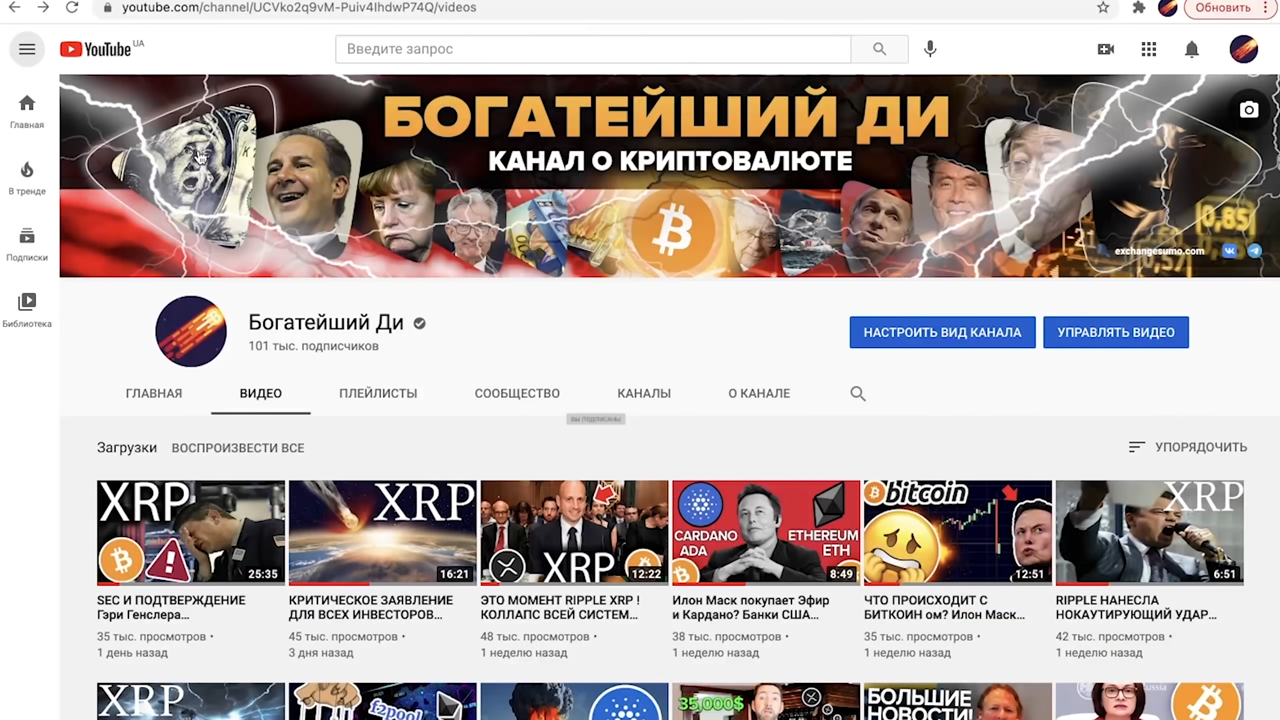 youtube.com/channel/UCVko2q9vM-Puiv4IhdwP74Q/videos
Обновить
YouTube UA
Введите запрос
Главная
В тренде
Подписки
Библиотека
БОГАТЕЙШИЙ ДИ
КАНАЛ О КРИПТОВАЛЮТЕ
0,85
exchangesumo.com
Богатейший Ди
101 тыс. подписчиков
НАСТРОИТЬ ВИД КАНАЛА
УПРАВЛЯТЬ ВИДЕО
ГЛАВНАЯ ВИДЕО ПЛЕЙЛИСТЫ СООБЩЕСТВО КАНАЛЫ О КАНАЛЕ
ВЫ ПОДПИСАНЫ
Загрузки ВОСПРОИЗВЕСТИ ВСЕ
УПОРЯДОЧИТЬ
XRP
25:35
SEC И ПОДТВЕРЖДЕНИЕ
Гэри Генслера...
35 тыс. просмотров •
1 день назад
XRP
16:21
КРИТИЧЕСКОЕ ЗАЯВЛЕНИЕ
ДЛЯ ВСЕХ ИНВЕСТОРОВ...
45 тыс. просмотров •
3 дня назад
XRP
12:22
ЭТО МОМЕНТ RIPPLE XRP !
КОЛЛАПС ВСЕЙ СИСТЕМ...
48 тыс. просмотров •
1 неделю назад
CARDANO
ADA
ETHEREUM
ETH
8:49
Илон Маск покупает Эфир
и Кардано? Банки США...
38 тыс. просмотров •
1 неделю назад
bitcoin
12:51
ЧТО ПРОИСХОДИТ С
БИТКОИН ом? Илон Маск...
35 тыс. просмотров •
1 неделю назад
XRP
6:51
RIPPLE НАНЕСЛА
НОКАУТИРУЮЩИЙ УДАР...
42 тыс. просмотров •
1 неделю назад
XRP
f2pool
35,000$
БОЛЬШИЕ
НОВОСТИ!